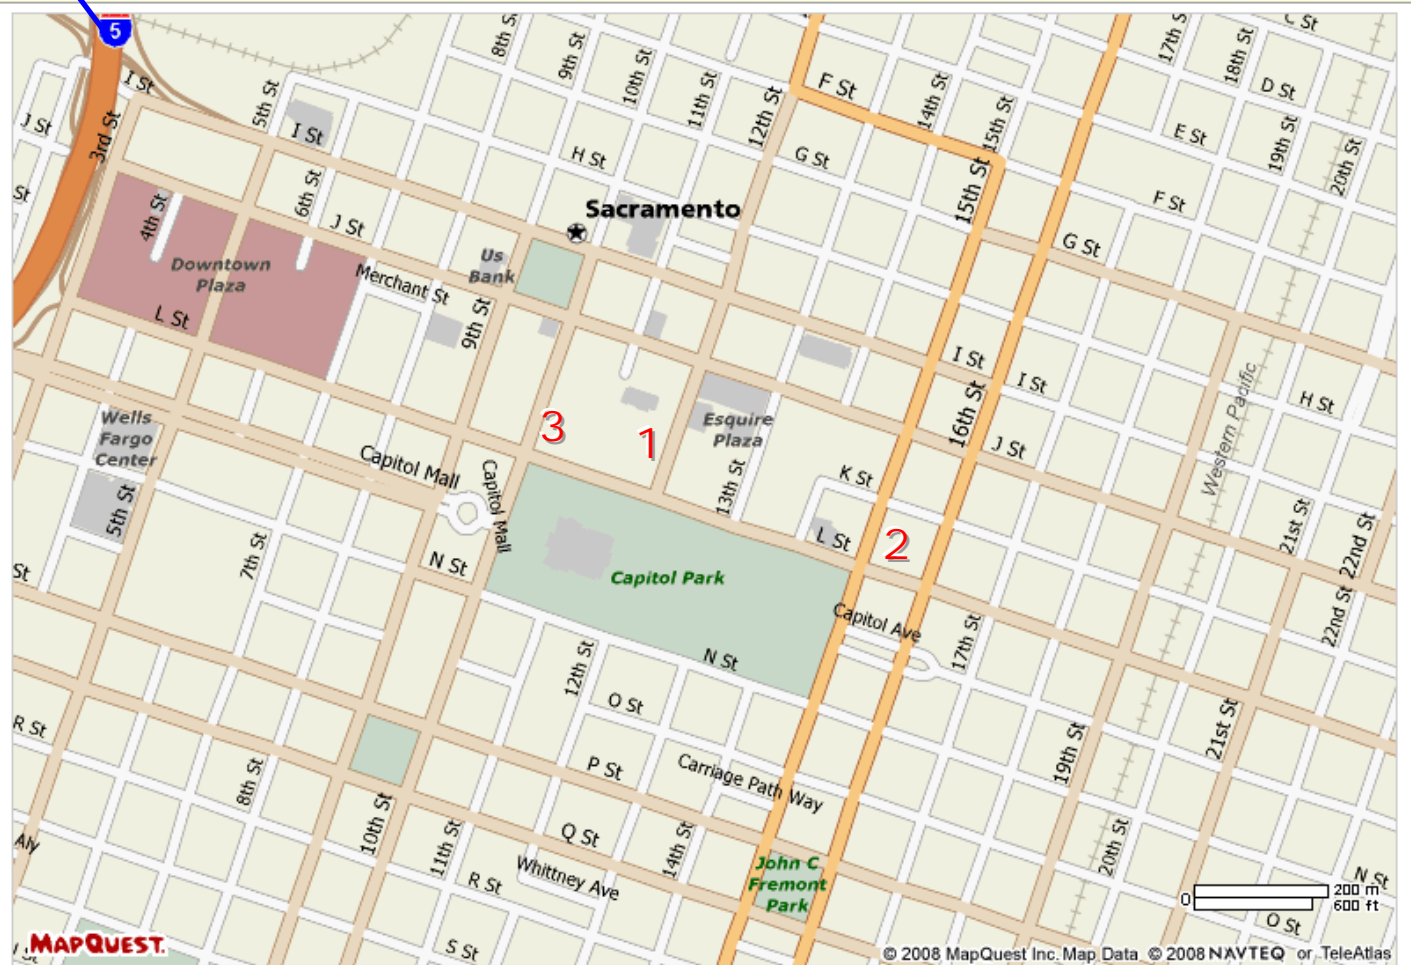 5
8th St
9th St
10th St
11th St
12th St
F St
14th St
15th St
17th St
18th St
C St
D St
E St
19th St
20th St
I St
J St
3rd St
5th St
I St
H St
G St
F St
G St
St
4th St
6th St
J St
Sacramento
15th St
Downtown
Plaza
Us
Bank
Merchant St
L St
9th St
I St
I St
H St
16th St
Western Pacific
Wells
Fargo
Center
3
1
Esquire
Plaza
J St
Capitol Mall
Capitol Mall
13th St
K St
5th St
L St
2
21st St
22nd St
7th St
N St
St
Capitol Park
Capitol Ave
17th St
22nd St
12th St
N St
O St
R St
8th St
P St
Carriage Path Way
19th St
21st St
10th St
11th St
Q St
14th St
Whittney Ave
R St
John C
Fremont
Park
20th St
Aly
N St
O St
S St
0
200 m
600 ft
MAPQUEST.
© 2008 MapQuest Inc. Map Data © 2008 NAVTEQ or TeleAtlas